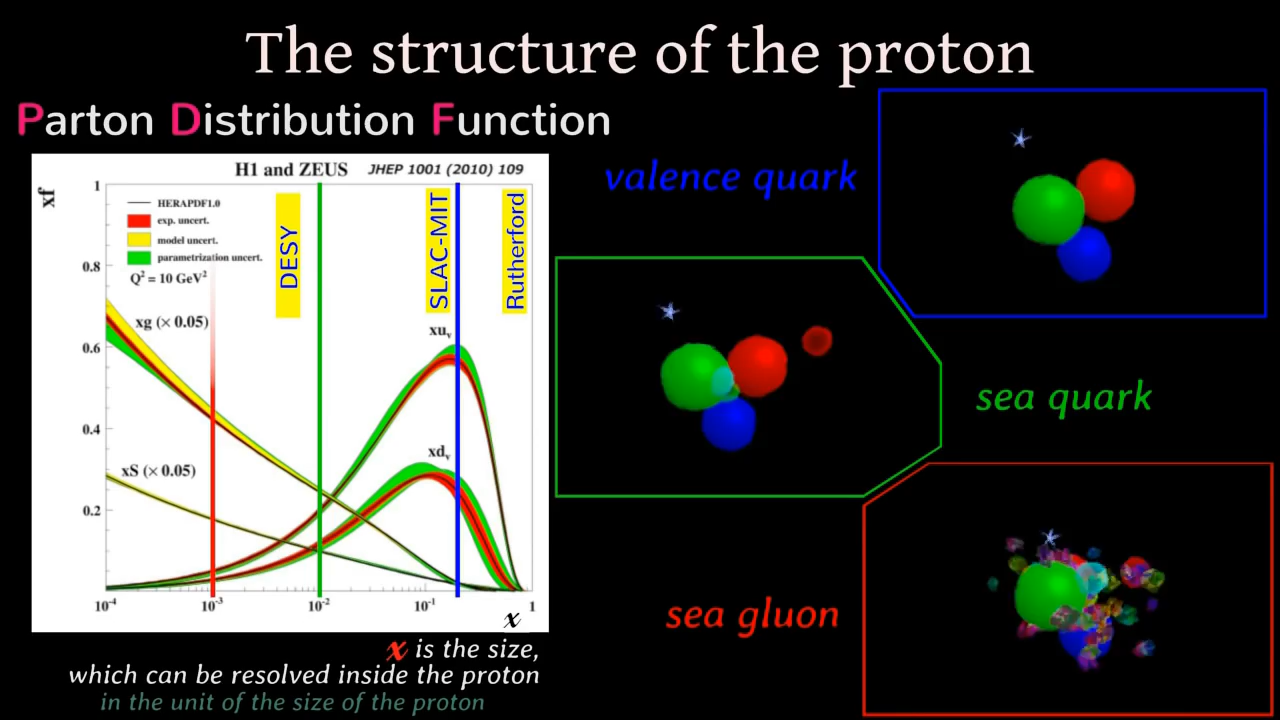 The structure of the proton
Parton Distribution Function
H1 and ZEUS JHEP 1001 (2010) 109
xf
1
HERAPDF1.0
exp. uncert.
model uncert.
parametrization uncert.
Q² = 10 GeV²
DESY
SLAC-MIT
Rutherford
0.8
xg (× 0.05)
xuᵥ
0.6
0.4
xdᵥ
xS (× 0.05)
0.2
10⁻⁴ 10⁻³ 10⁻² 10⁻¹ 1
x
x is the size,
which can be resolved inside the proton
in the unit of the size of the proton
valence quark
sea quark
sea gluon